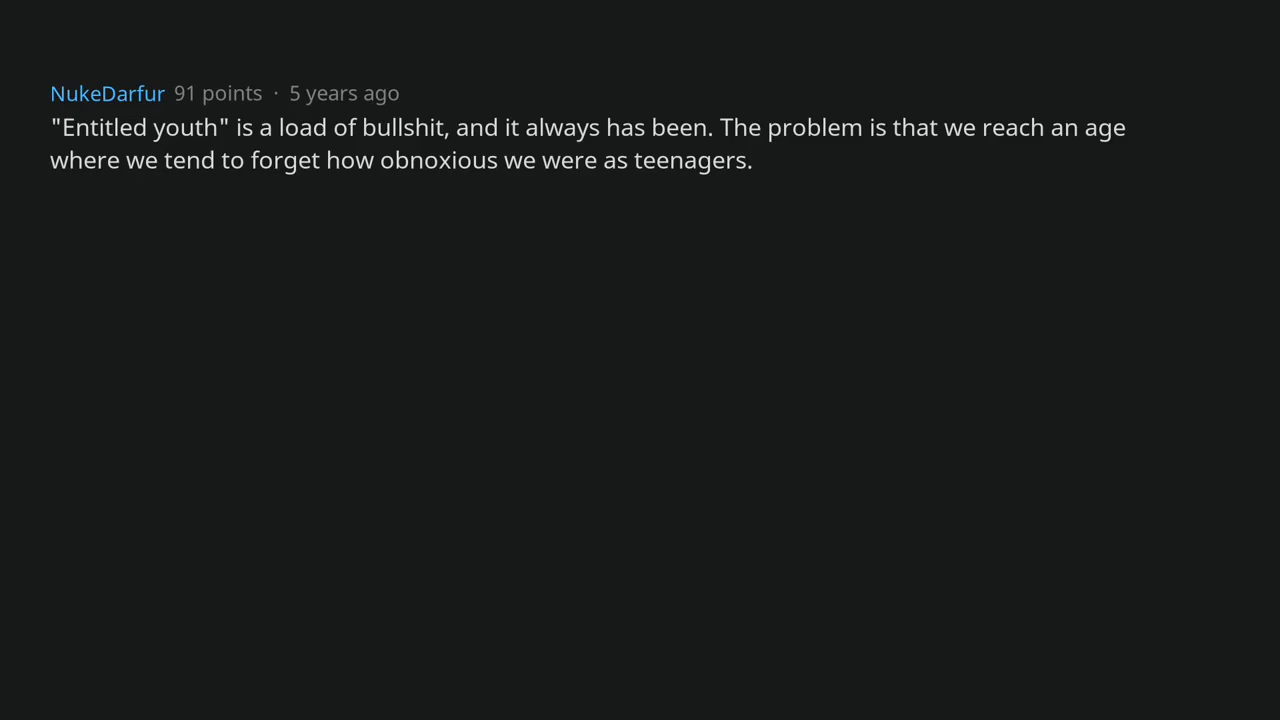 NukeDarfur 91 points · 5 years ago
"Entitled youth" is a load of bullshit, and it always has been. The problem is that we reach an age
where we tend to forget how obnoxious we were as teenagers.